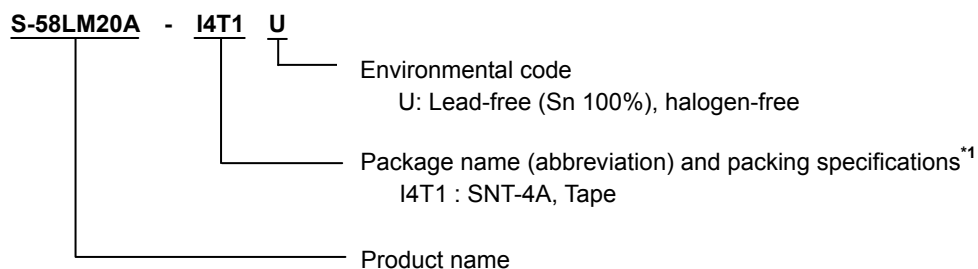 S-58LM20A - I4T1 U
Environmental code
U: Lead-free (Sn 100%), halogen-free
Package name (abbreviation) and packing specifications*1
I4T1 : SNT-4A, Tape
Product name